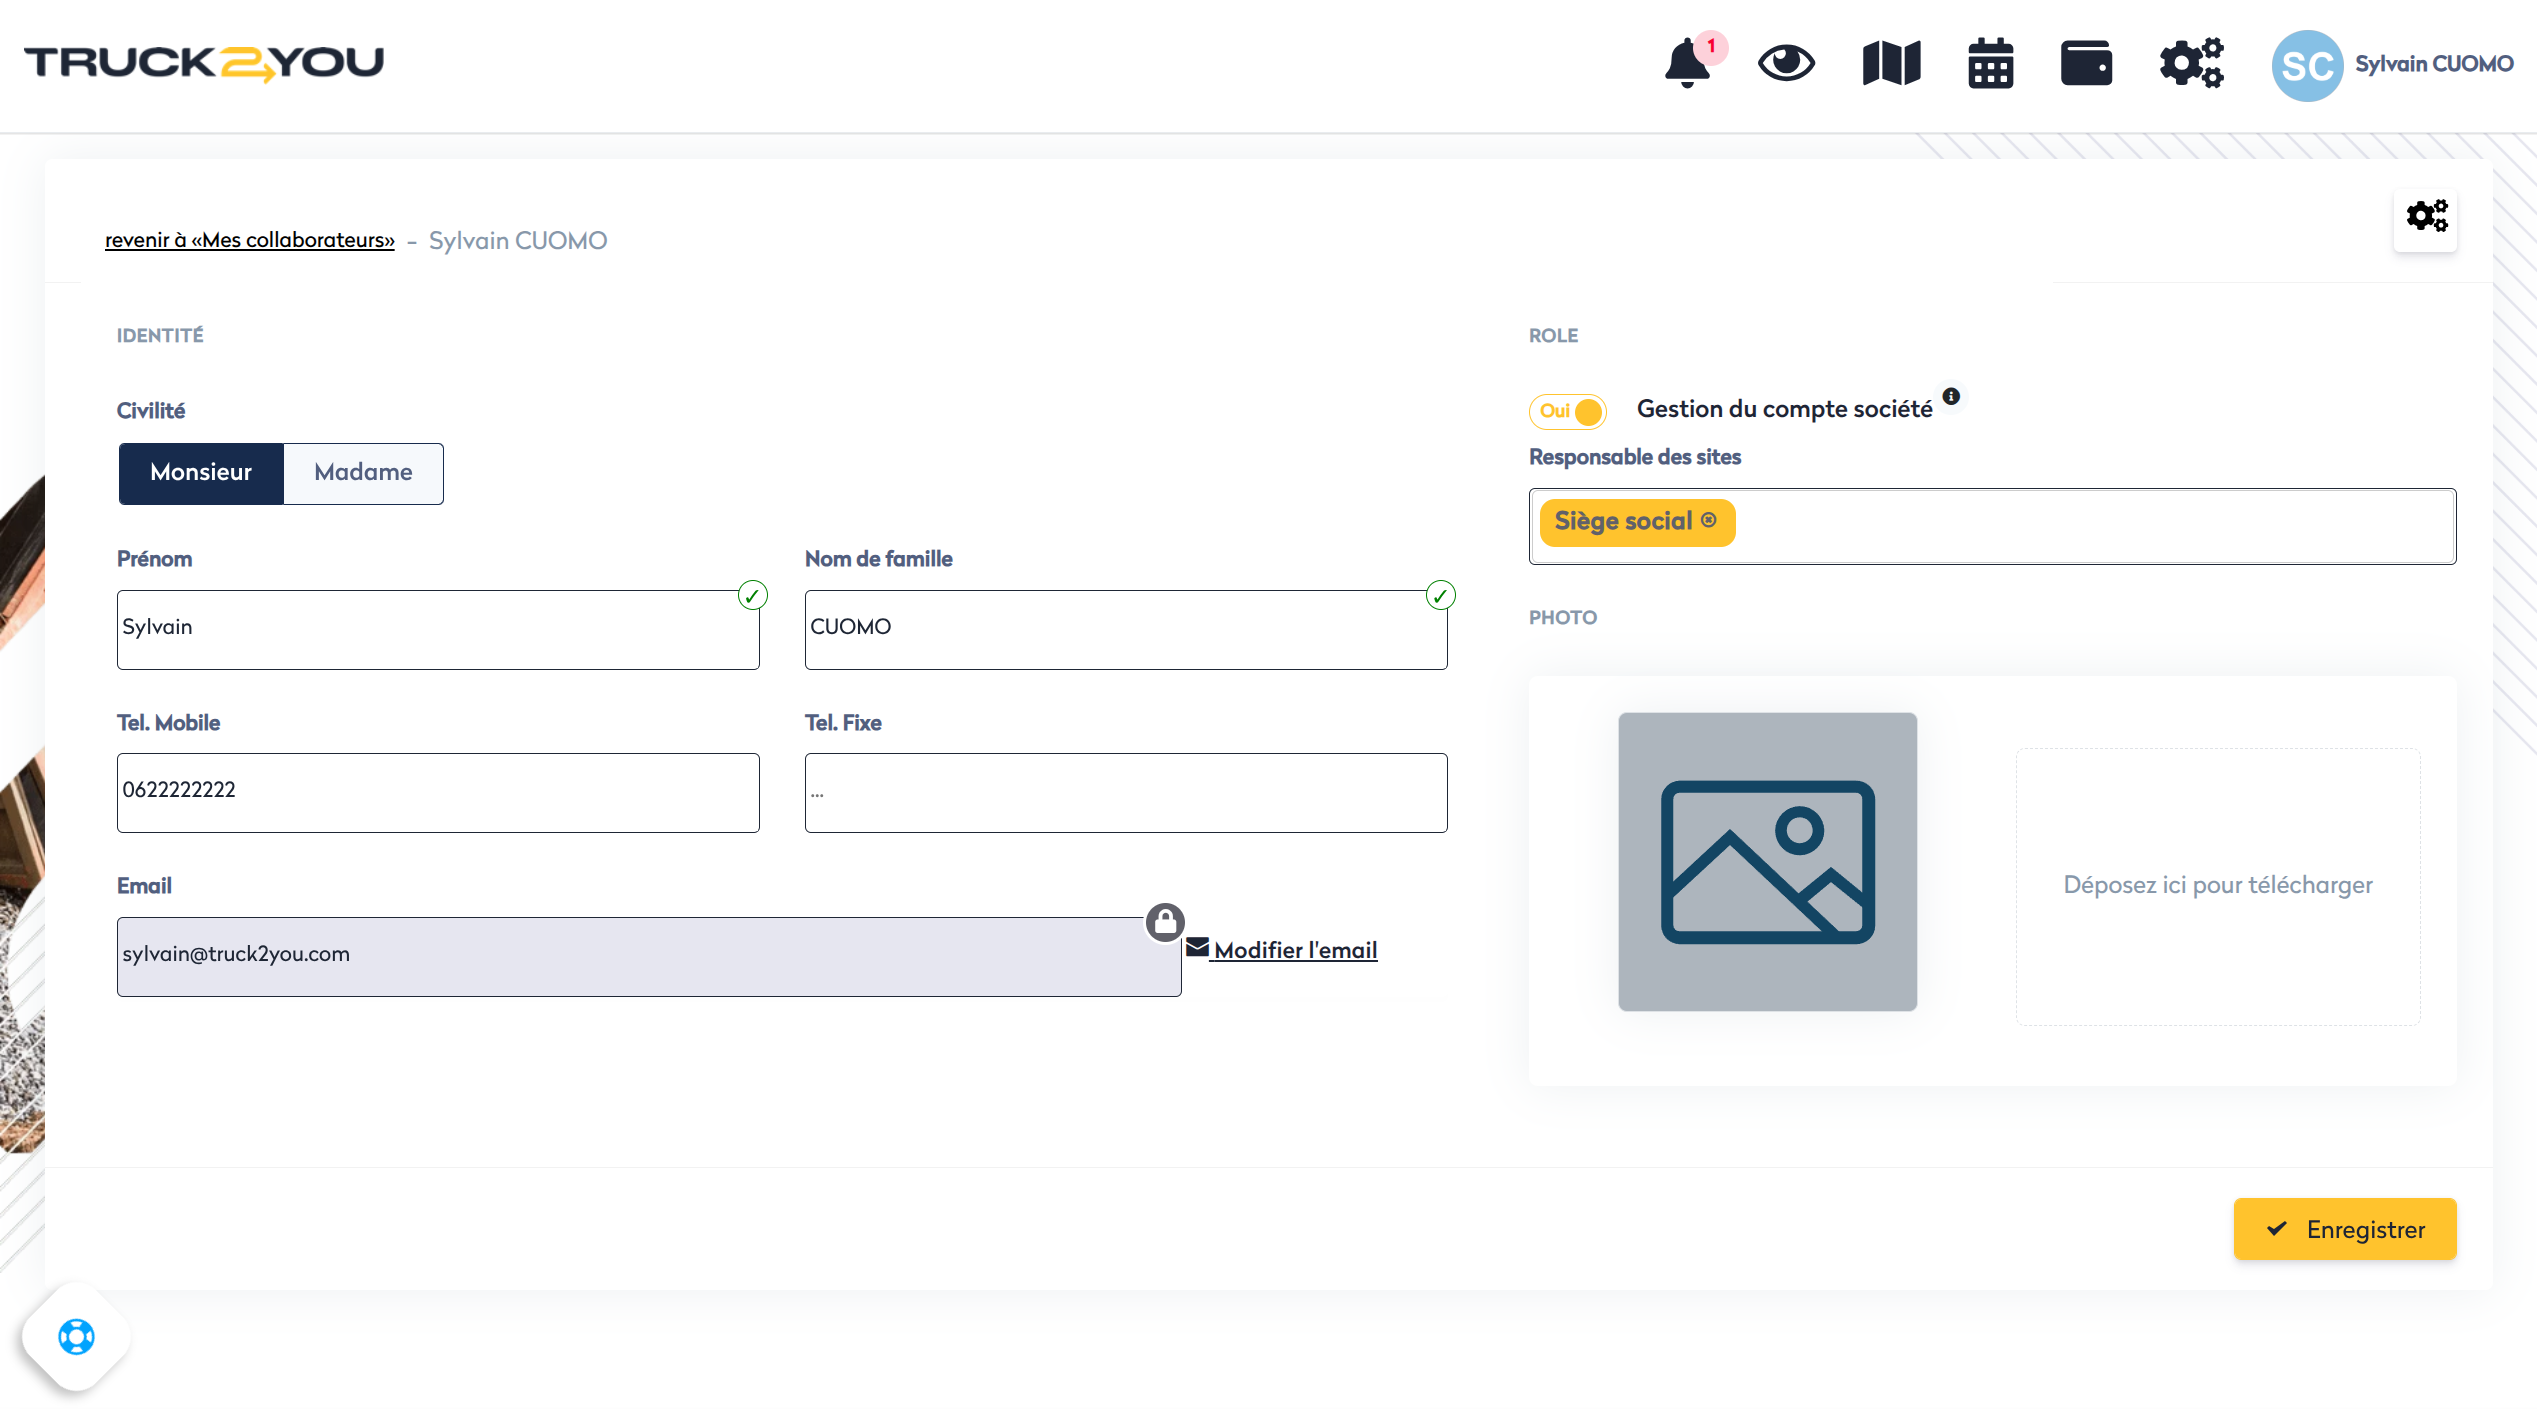 TRUCK2YOU
1
SC
Sylvain CUOMO
revenir à «Mes collaborateurs» - Sylvain CUOMO
IDENTITÉ
Civilité
Monsieur
Madame
Prénom
Nom de famille
Sylvain
CUOMO
Tel. Mobile
Tel. Fixe
0622222222
...
Email
sylvain@truck2you.com
Modifier l'email
ROLE
Oui
Gestion du compte société
Responsable des sites
Siège social
PHOTO
Déposez ici pour télécharger
Enregistrer